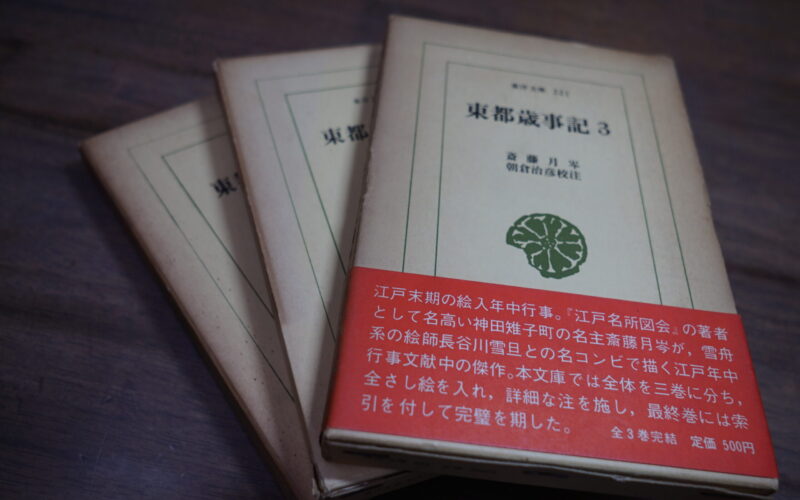 東洋文庫 221
東都歳事記 3
斎藤月岑
朝倉治彦校注
江戸末期の絵入年中行事。『江戸名所図会』の著者
として名高い神田雉子町の名主斎藤月岑が，雪舟
系の絵師長谷川雪旦との名コンビで描く江戸年中
行事文献中の傑作。本文庫では全体を三巻に分ち，
全さし絵を入れ，詳細な注を施し，最終巻には索
引を付して完璧を期した。
全3巻完結 定価 500円
東都
東